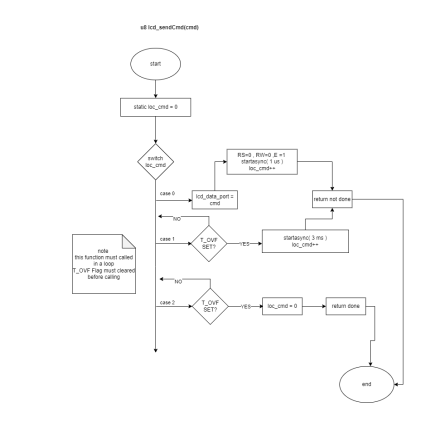 u8 lcd_sendCmd(cmd)
start
static loc_cmd = 0
switch
loc_cmd
case 0
lcd_data_port =
cmd
RS=0 , RW=0 ,E =1
startasync( 1 us )
loc_cmd++
return not done
NO
case 1
T_OVF
SET?
YES
startasync( 3 ms )
loc_cmd++
note
this function must called
in a loop
T_OVF Flag must cleared
before calling
NO
case 2
T_OVF
SET?
YES
loc_cmd = 0
return done
end